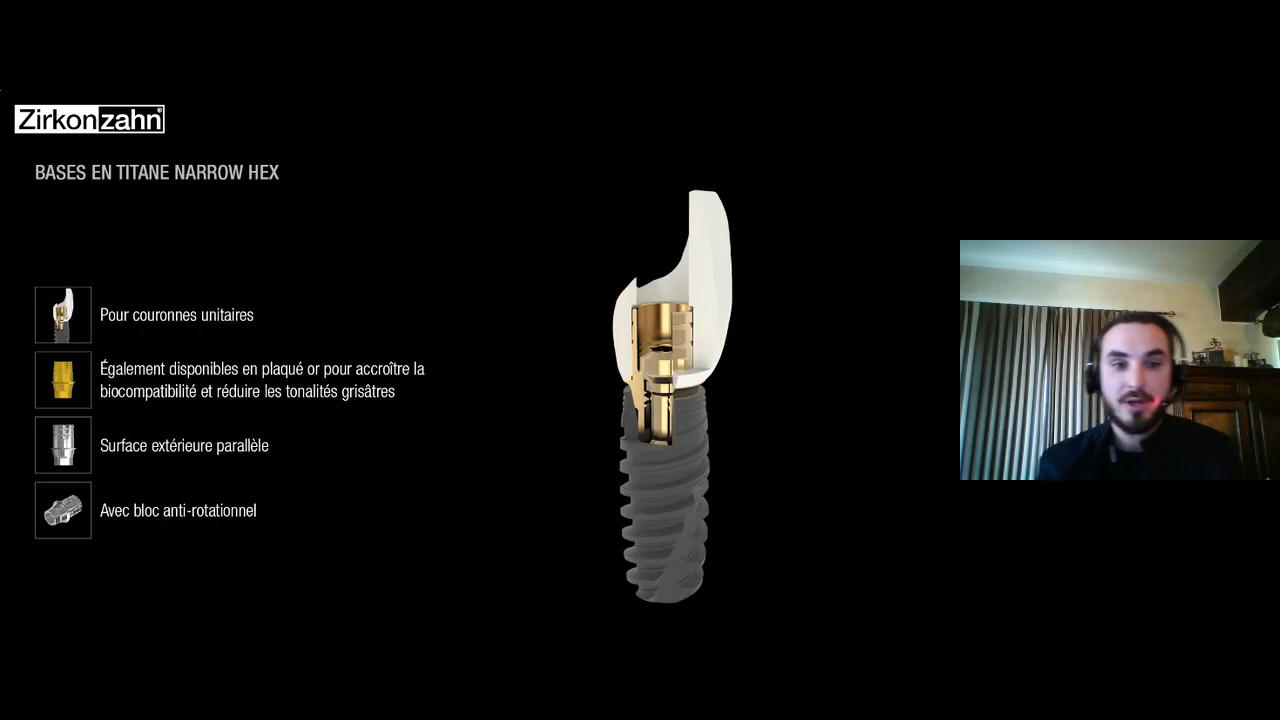 Zirkonzahn®
BASES EN TITANE NARROW HEX
Pour couronnes unitaires
Également disponibles en plaqué or pour accroître la
biocompatibilité et réduire les tonalités grisâtres
Surface extérieure parallèle
Avec bloc anti-rotationnel